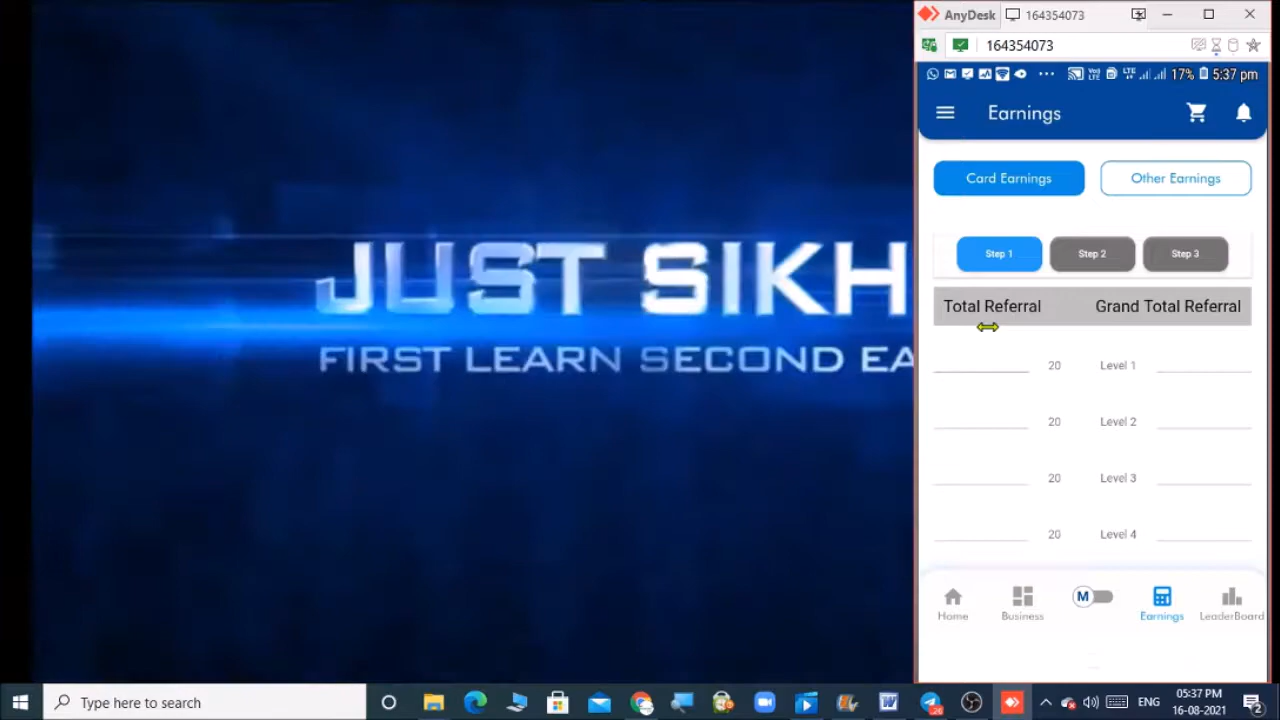 AnyDesk
164354073
164354073
17% 5:37 pm
Earnings
Card Earnings
Other Earnings
Step 1
Step 2
Step 3
Total Referral
Grand Total Referral
20 Level 1
20 Level 2
20 Level 3
20 Level 4
M
Home
Business
Earnings
LeaderBoard
JUST SIKH
FIRST LEARN SECOND EA
Type here to search
ENG
05:37 PM
16-08-2021
2